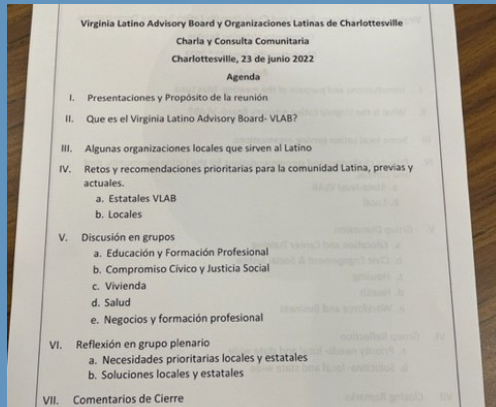 Virginia Latino Advisory Board y Organizaciones Latinas de Charlottesville
Charla y Consulta Comunitaria
Charlottesville, 23 de junio 2022
Agenda
I. Presentaciones y Propósito de la reunión
II. Que es el Virginia Latino Advisory Board- VLAB?
III. Algunas organizaciones locales que sirven al Latino
IV. Retos y recomendaciones prioritarias para la comunidad Latina, previas y
actuales.
a. Estatales VLAB
b. Locales
V. Discusión en grupos
a. Educación y Formación Profesional
b. Compromiso Cívico y Justicia Social
c. Vivienda
d. Salud
e. Negocios y formación profesional
VI. Reflexión en grupo plenario
a. Necesidades prioritarias locales y estatales
b. Soluciones locales y estatales
VII. Comentarios de Cierre